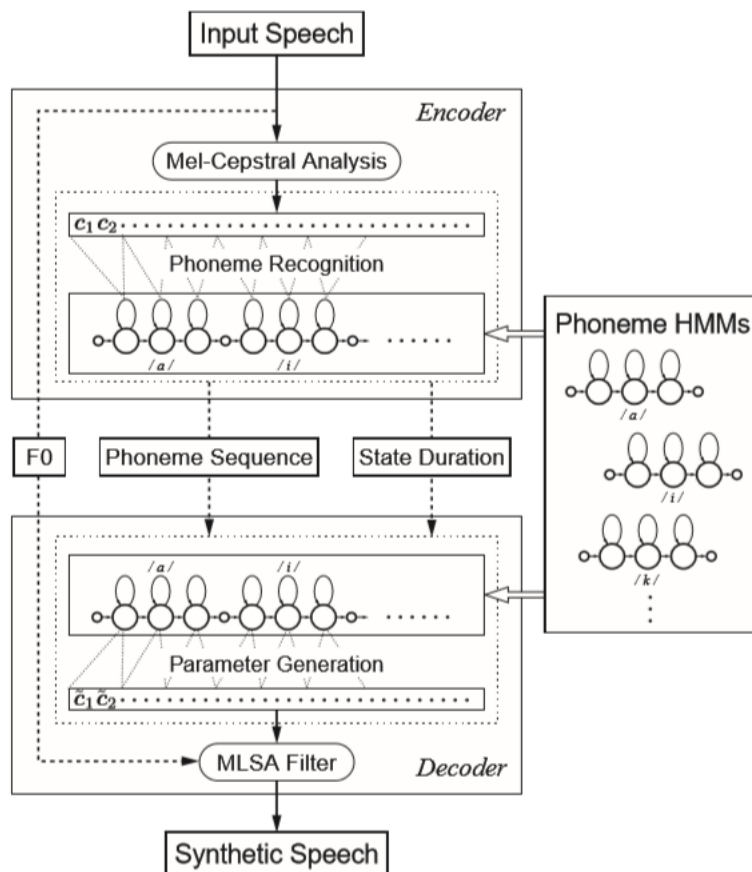 Input Speech
Encoder
Mel-Cepstral Analysis
c₁ c₂ · · · · · · · · · · · · · · · · · · · · · · · ·
Phoneme Recognition
/a/ /i/ · · · · · ·
Phoneme HMMs
/a/
/i/
/k/
F0
Phoneme Sequence
State Duration
/a/ /i/ · · · · · ·
Parameter Generation
c̃₁ c̃₂ · · · · · · · · · · · · · · · · · · · · · · · ·
MLSA Filter
Decoder
Synthetic Speech